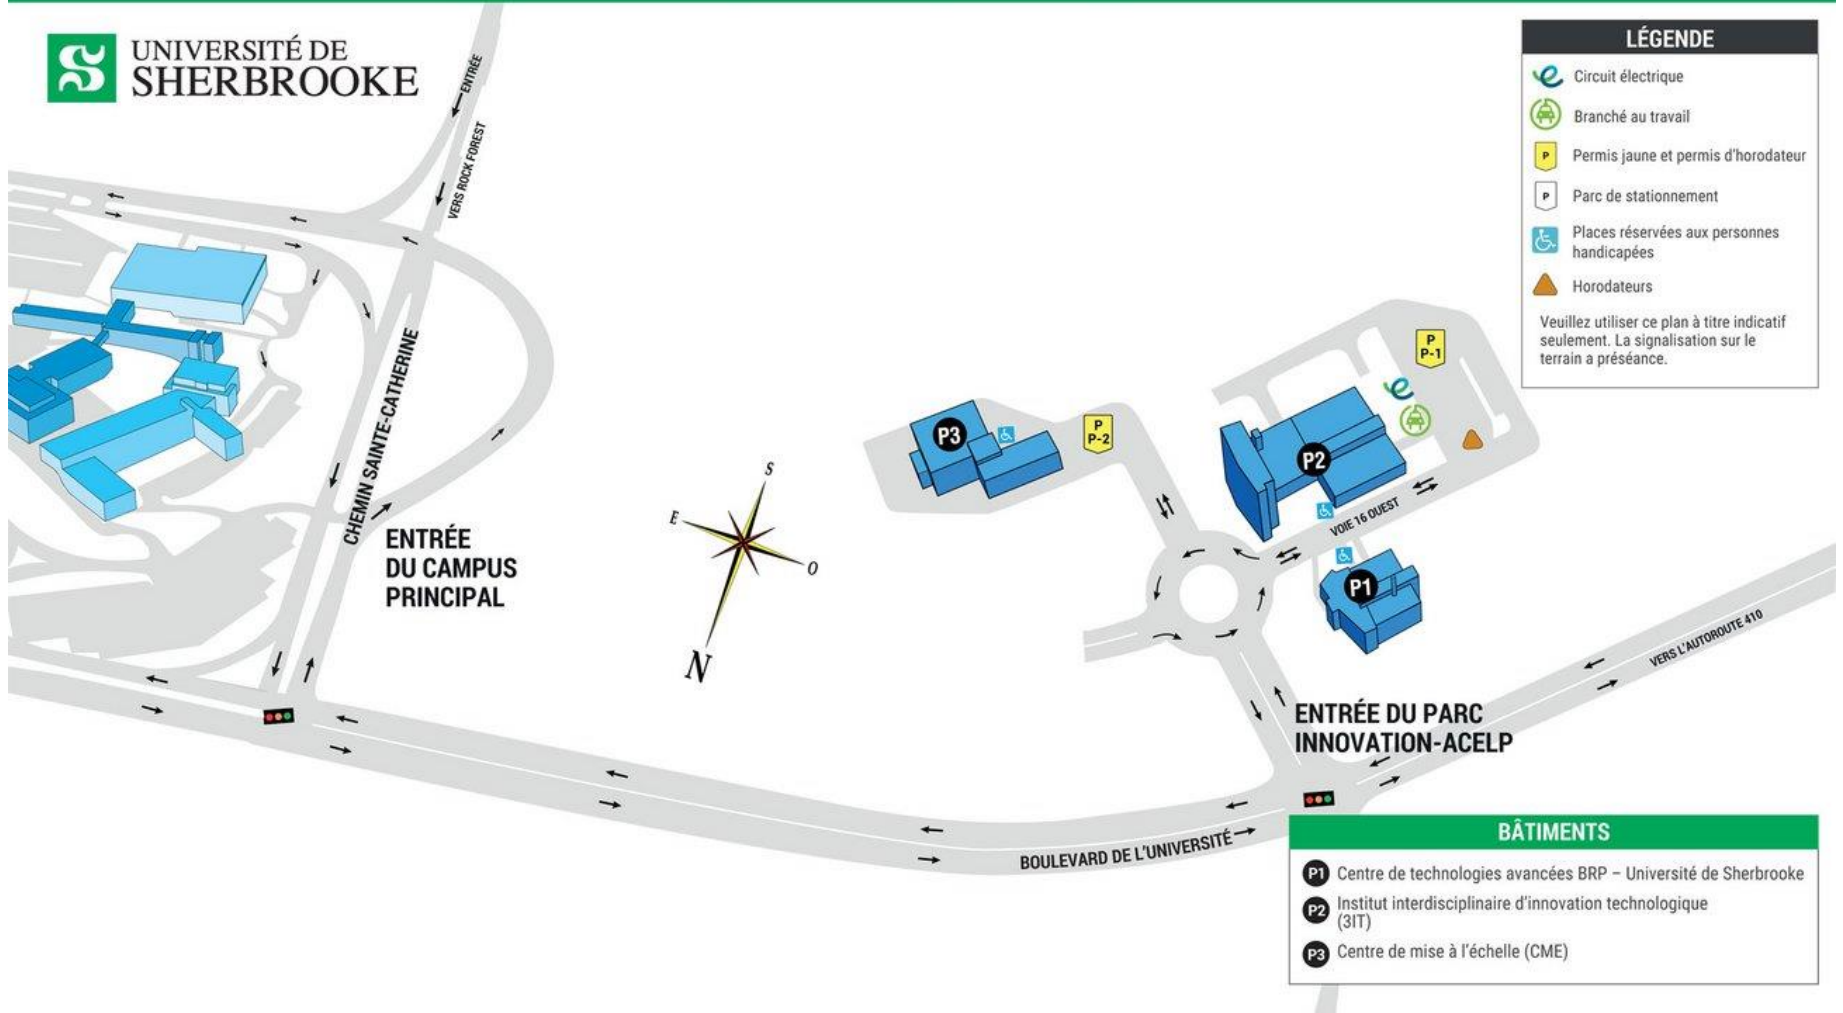 UNIVERSITÉ DE
SHERBROOKE
ENTRÉE
VERS ROCK FOREST
CHEMIN SAINTE-CATHERINE
ENTRÉE
DU CAMPUS
PRINCIPAL
S
E
O
N
P3
P
P-2
P
P-1
P2
VOIE 16 OUEST
P1
VERS L'AUTOROUTE 410
ENTRÉE DU PARC
INNOVATION-ACELP
BOULEVARD DE L'UNIVERSITÉ
LÉGENDE
Circuit électrique
Branché au travail
P Permis jaune et permis d'horodateur
P Parc de stationnement
Places réservées aux personnes
handicapées
Horodateurs
Veuillez utiliser ce plan à titre indicatif
seulement. La signalisation sur le
terrain a préséance.
BÂTIMENTS
P1 Centre de technologies avancées BRP – Université de Sherbrooke
P2 Institut interdisciplinaire d'innovation technologique
(3IT)
P3 Centre de mise à l'échelle (CME)